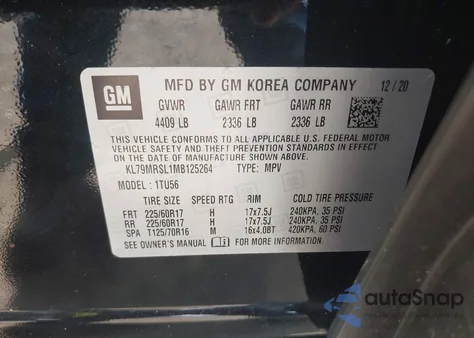 GM
MFD BY GM KOREA COMPANY 12/20
GVWR GAWR FRT GAWR RR
4409 LB 2336 LB 2336 LB
THIS VEHICLE CONFORMS TO ALL APPLICABLE U.S. FEDERAL MOTOR
VEHICLE SAFETY AND THEFT PREVENTION STANDARDS IN
EFFECT ON THE DATE OF MANUFACTURE SHOWN ABOVE.
KL79MRSL1MB125264 TYPE: MPV
MODEL: 1TU56
TIRE SIZE SPEED RTG RIM COLD TIRE PRESSURE
FRT 225/60R17 H 17x7.5J 240KPA, 35 PSI
RR 225/60R17 H 17x7.5J 240KPA, 35 PSI
SP T125/70R16 M 16x4.0BT 420KPA, 60 PSI
SEE OWNER'S MANUAL FOR MORE INFORMATION.
autoSnap